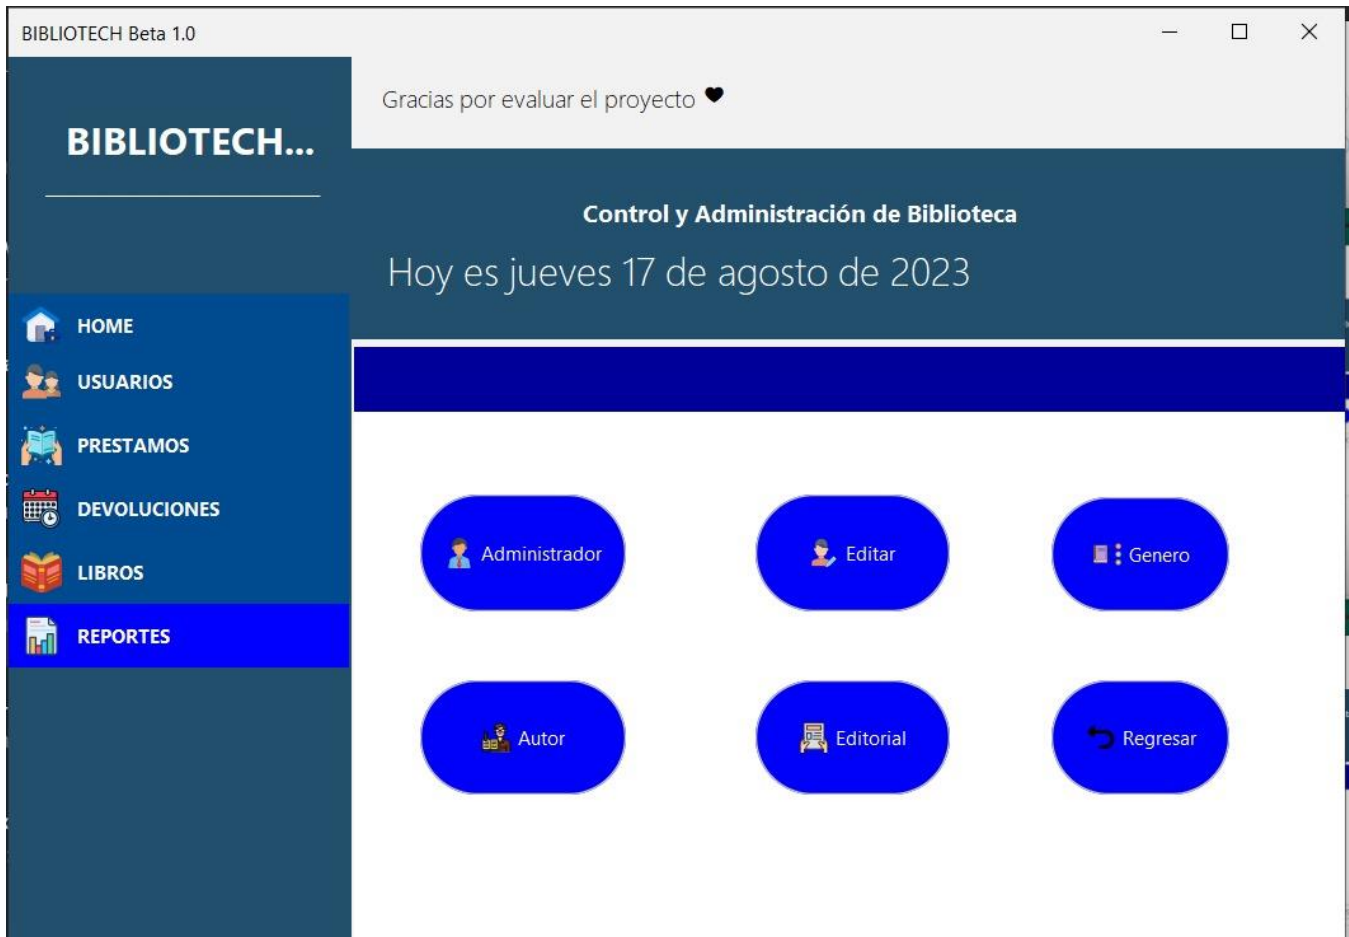 BIBLIOTECH Beta 1.0
Gracias por evaluar el proyecto ♥
BIBLIOTECH...
Control y Administración de Biblioteca
Hoy es jueves 17 de agosto de 2023
HOME
USUARIOS
PRESTAMOS
DEVOLUCIONES
LIBROS
REPORTES
Administrador
Editar
Genero
Autor
Editorial
Regresar